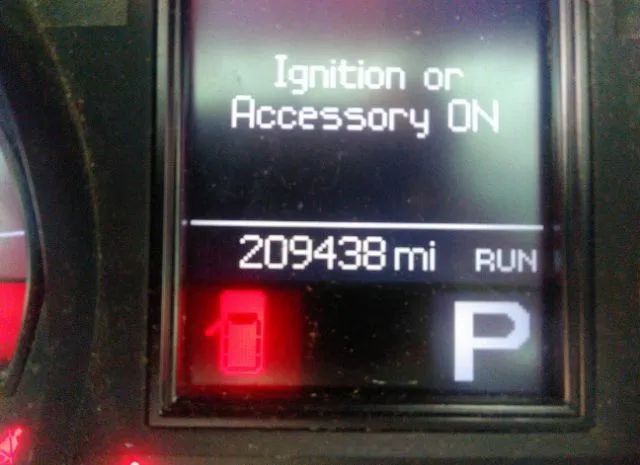 Ignition or
Accessory ON
209438 mi RUN
P